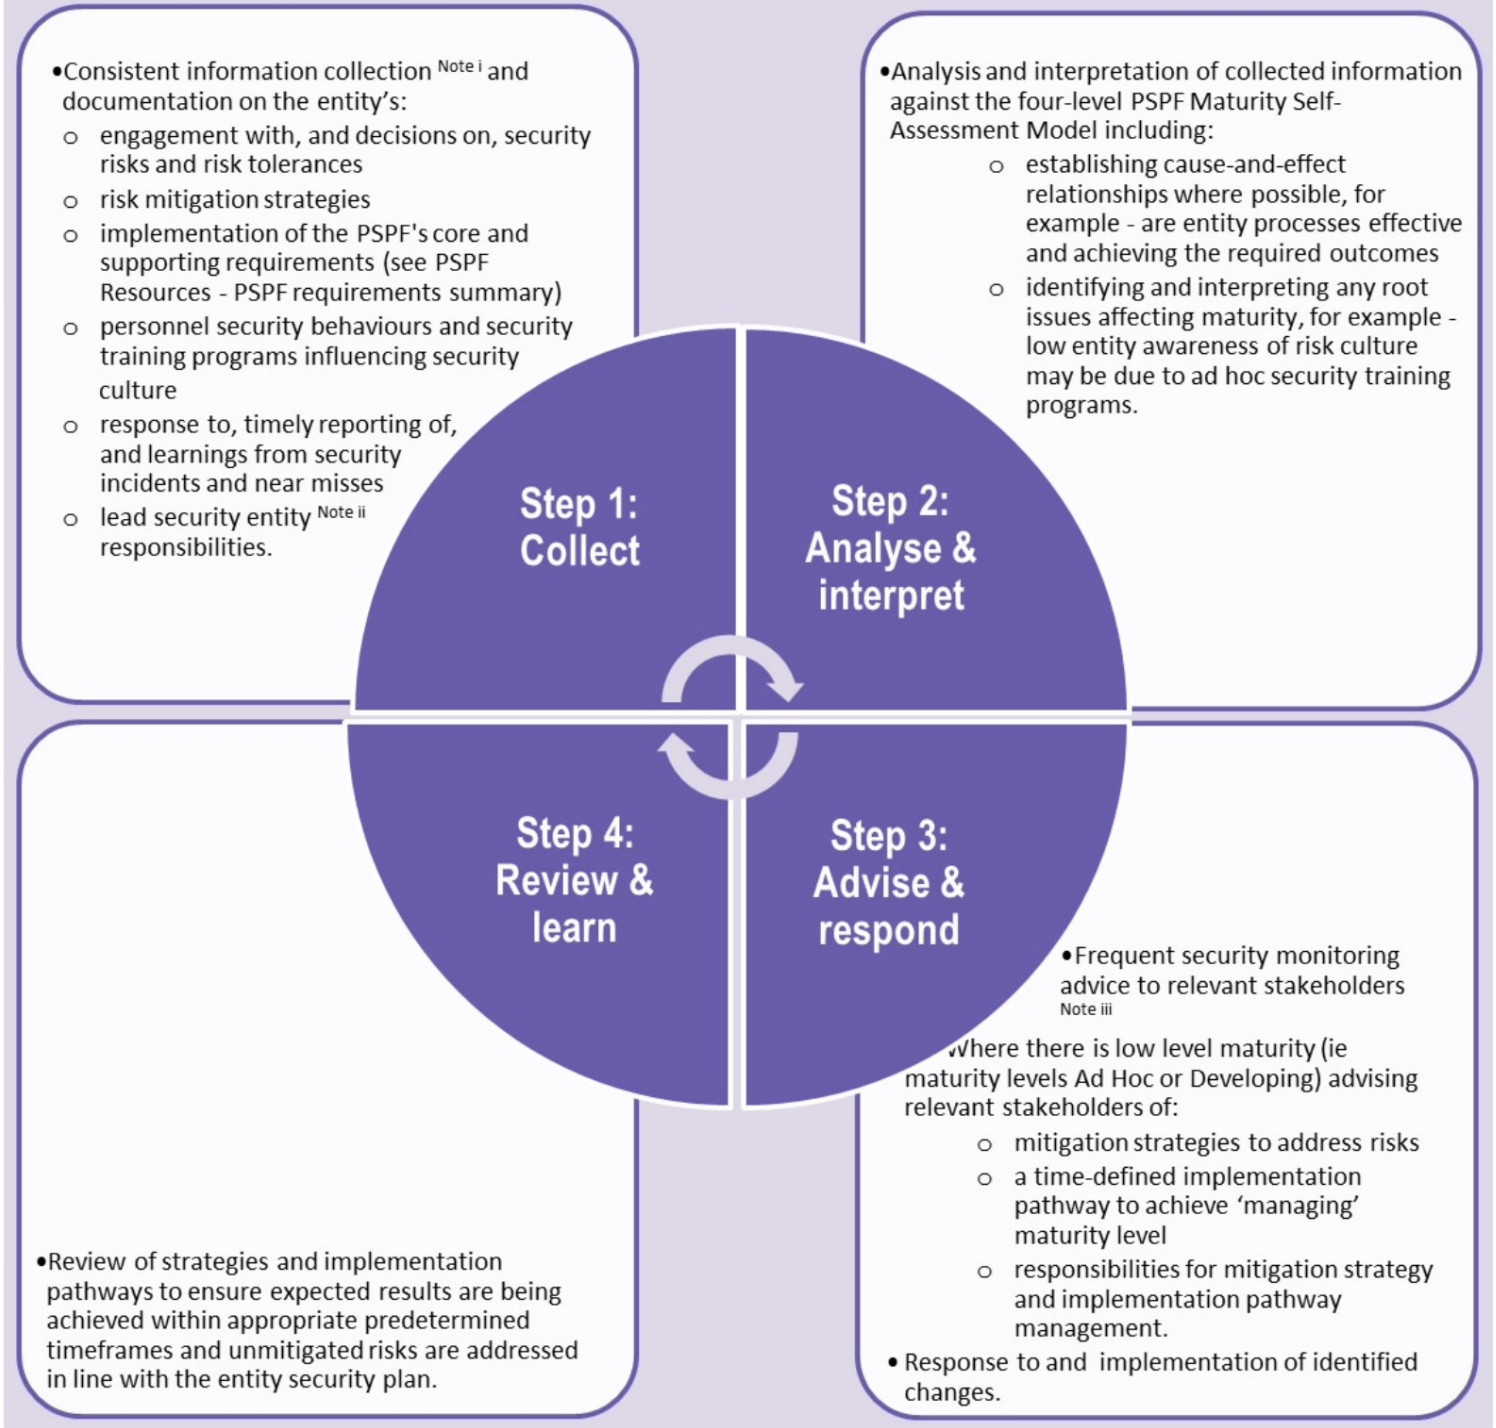 •Consistent information collection Note i and
documentation on the entity's:
o engagement with, and decisions on, security
risks and risk tolerances
o risk mitigation strategies
o implementation of the PSPF's core and
supporting requirements (see PSPF
Resources - PSPF requirements summary)
o personnel security behaviours and security
training programs influencing security
culture
o response to, timely reporting of,
and learnings from security
incidents and near misses
o lead security entity Note ii
responsibilities.
•Analysis and interpretation of collected information
against the four-level PSPF Maturity Self-
Assessment Model including:
o establishing cause-and-effect
relationships where possible, for
example - are entity processes effective
and achieving the required outcomes
o identifying and interpreting any root
issues affecting maturity, for example -
low entity awareness of risk culture
may be due to ad hoc security training
programs.
Step 1:
Collect
Step 2:
Analyse &
interpret
Step 4:
Review &
learn
Step 3:
Advise &
respond
•Frequent security monitoring
advice to relevant stakeholders
Note iii
Where there is low level maturity (ie
maturity levels Ad Hoc or Developing) advising
relevant stakeholders of:
o mitigation strategies to address risks
o a time-defined implementation
pathway to achieve ‘managing’
maturity level
o responsibilities for mitigation strategy
and implementation pathway
management.
• Response to and implementation of identified
changes.
•Review of strategies and implementation
pathways to ensure expected results are being
achieved within appropriate predetermined
timeframes and unmitigated risks are addressed
in line with the entity security plan.